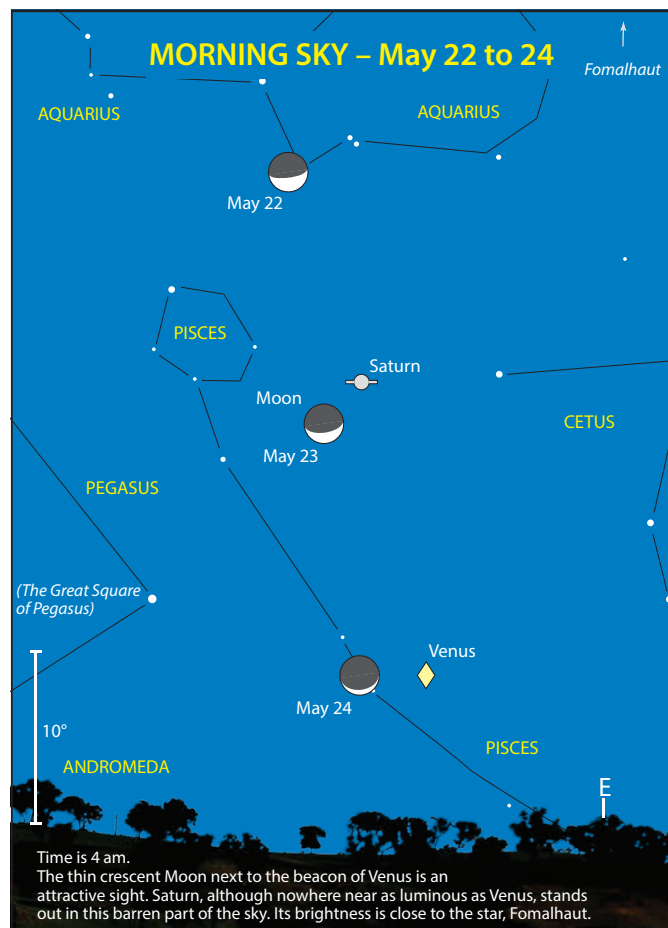 MORNING SKY – May 22 to 24
Fomalhaut
AQUARIUS
AQUARIUS
May 22
PISCES
Saturn
Moon
CETUS
May 23
PEGASUS
(The Great Square
of Pegasus)
Venus
May 24
10°
PISCES
ANDROMEDA
E
Time is 4 am.
The thin crescent Moon next to the beacon of Venus is an
attractive sight. Saturn, although nowhere near as luminous as Venus, stands
out in this barren part of the sky. Its brightness is close to the star, Fomalhaut.